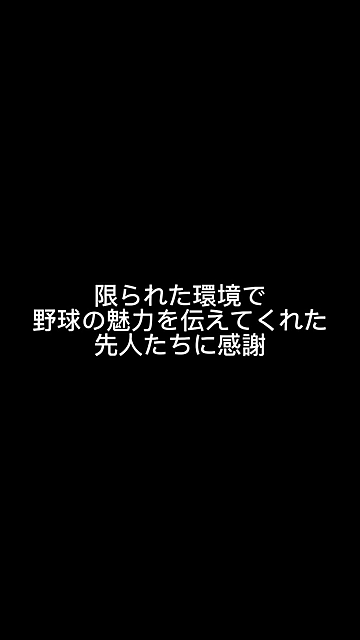 限られた環境で
野球の魅力を伝えてくれた
先人たちに感謝